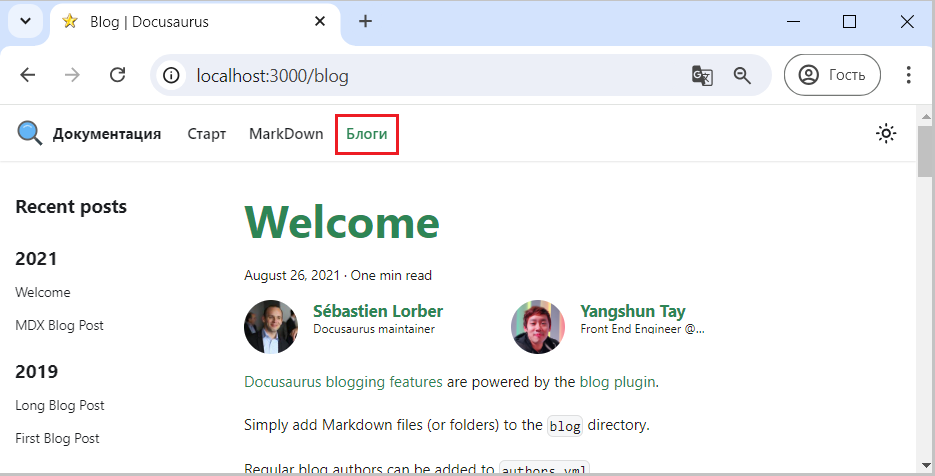 Blog | Docusaurus
localhost:3000/blog
Гость
Документация Старт MarkDown Блоги
Recent posts
2021
Welcome
MDX Blog Post
2019
Long Blog Post
First Blog Post
Welcome
August 26, 2021 · One min read
Sébastien Lorber
Docusaurus maintainer
Yangshun Tay
Front End Engineer @...
Docusaurus blogging features are powered by the blog plugin.
Simply add Markdown files (or folders) to the blog directory.
Regular blog authors can be added to authors.yml